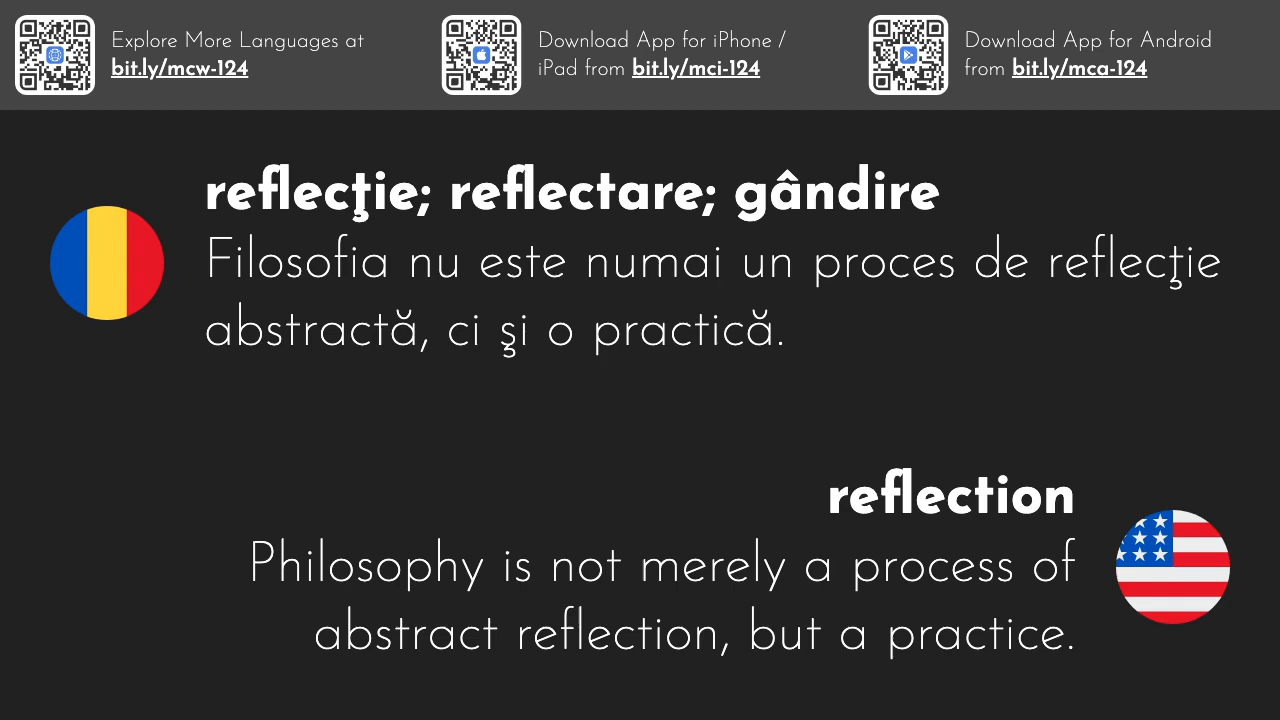 Explore More Languages at
bit.ly/mcw-124
Download App for iPhone /
iPad from bit.ly/mci-124
Download App for Android
from bit.ly/mca-124
reflecţie; reflectare; gândire
Filosofia nu este numai un proces de reflecţie
abstractă, ci şi o practică.
reflection
Philosophy is not merely a process of
abstract reflection, but a practice.